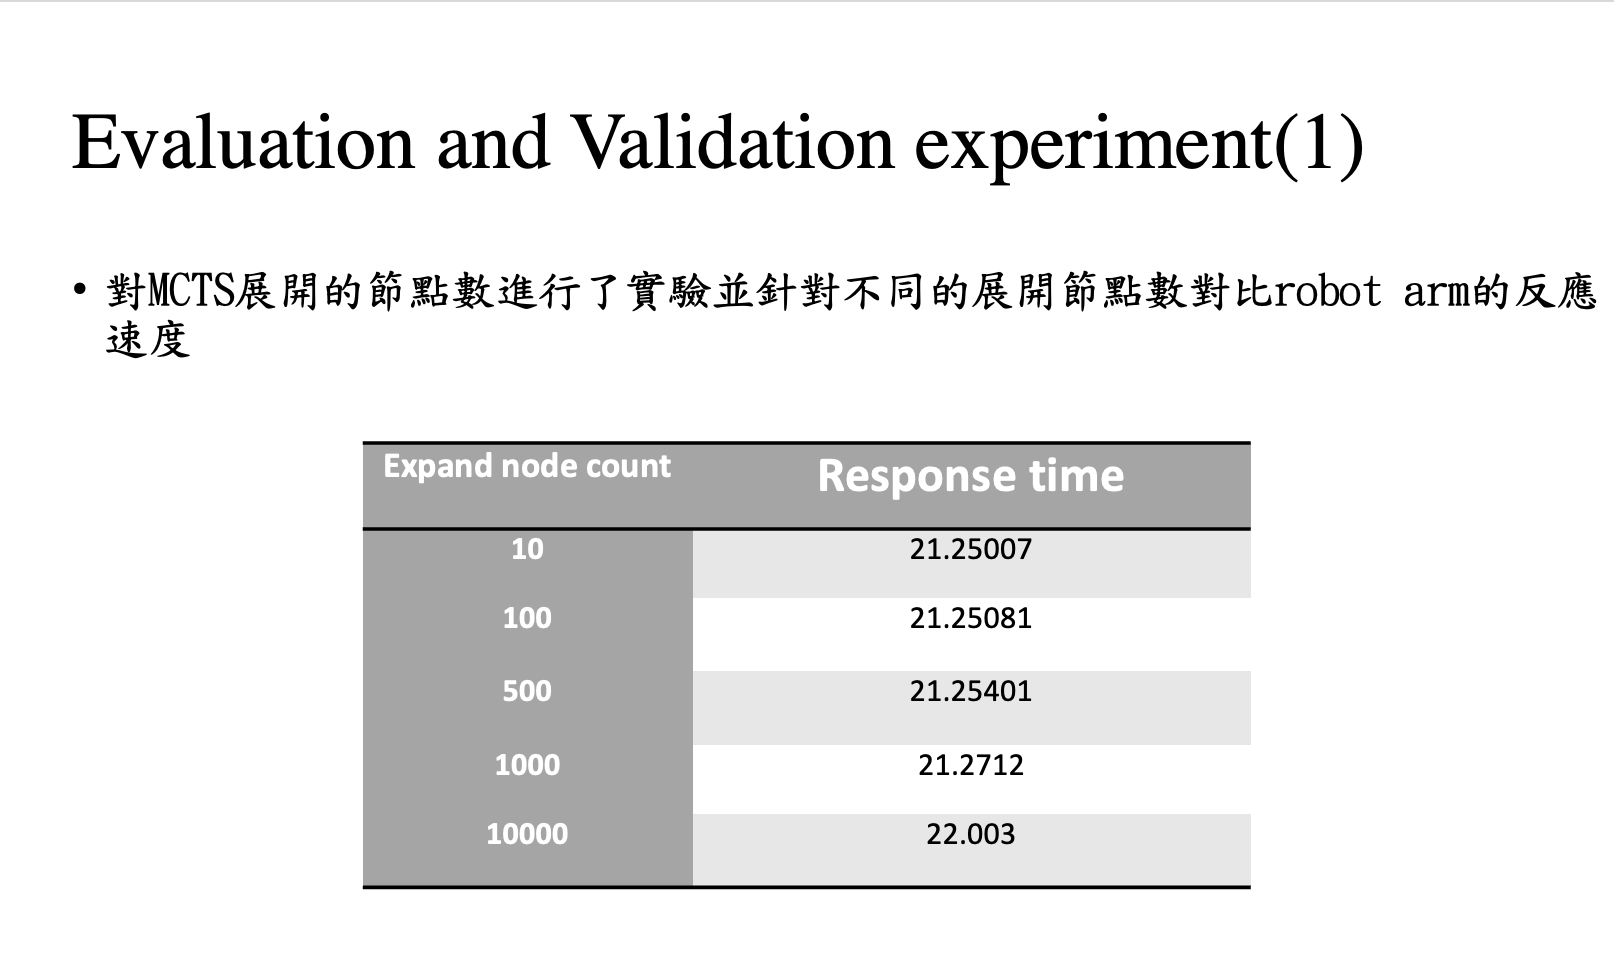 Evaluation and Validation experiment(1)
• 對MCTS展開的節點數進行了實驗並針對不同的展開節點數對比robot arm的反應
速度
Expand node count Response time
10 21.25007
100 21.25081
500 21.25401
1000 21.2712
10000 22.003